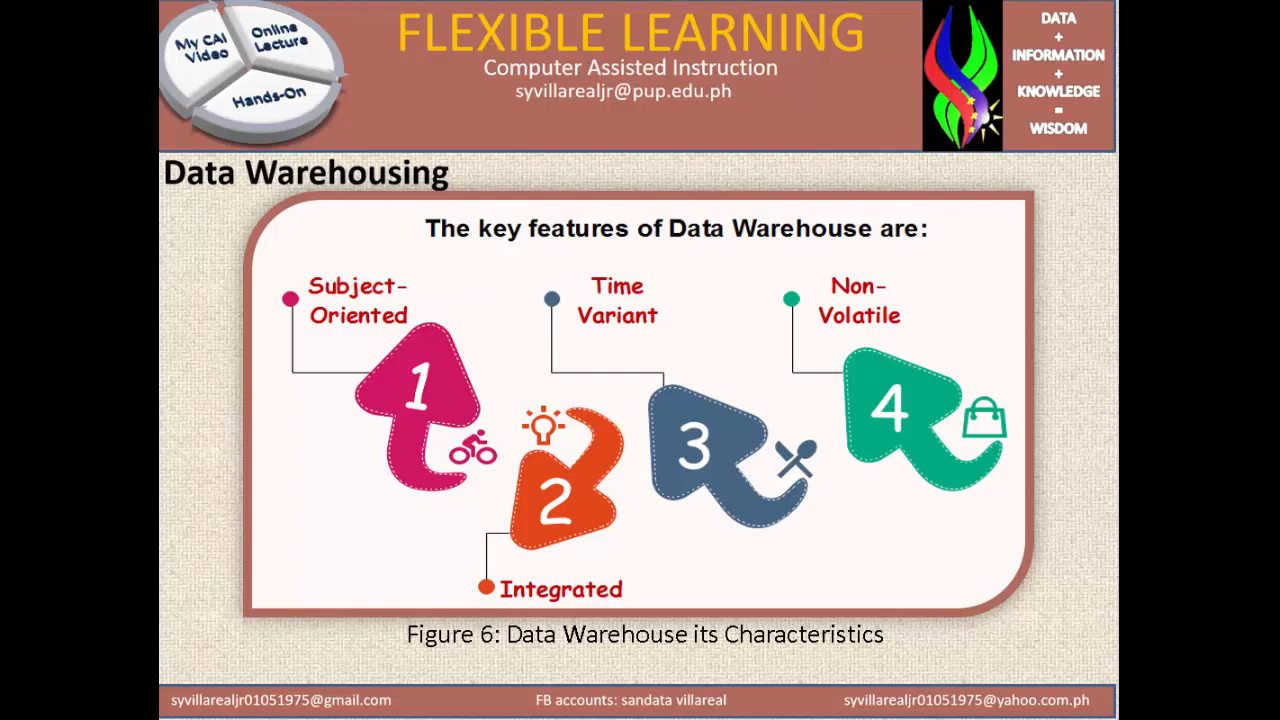 My CAI
Video
Online
Lecture
Hands-On
FLEXIBLE LEARNING
Computer Assisted Instruction
syvillarealjr@pup.edu.ph
DATA
+
INFORMATION
+
KNOWLEDGE
=
WISDOM
Data Warehousing
The key features of Data Warehouse are:
Subject-
Oriented
Time
Variant
Non-
Volatile
1
2
3
4
Integrated
Figure 6: Data Warehouse its Characteristics
syvillarealjr01051975@gmail.com
FB accounts: sandata villareal
syvillarealjr01051975@yahoo.com.ph